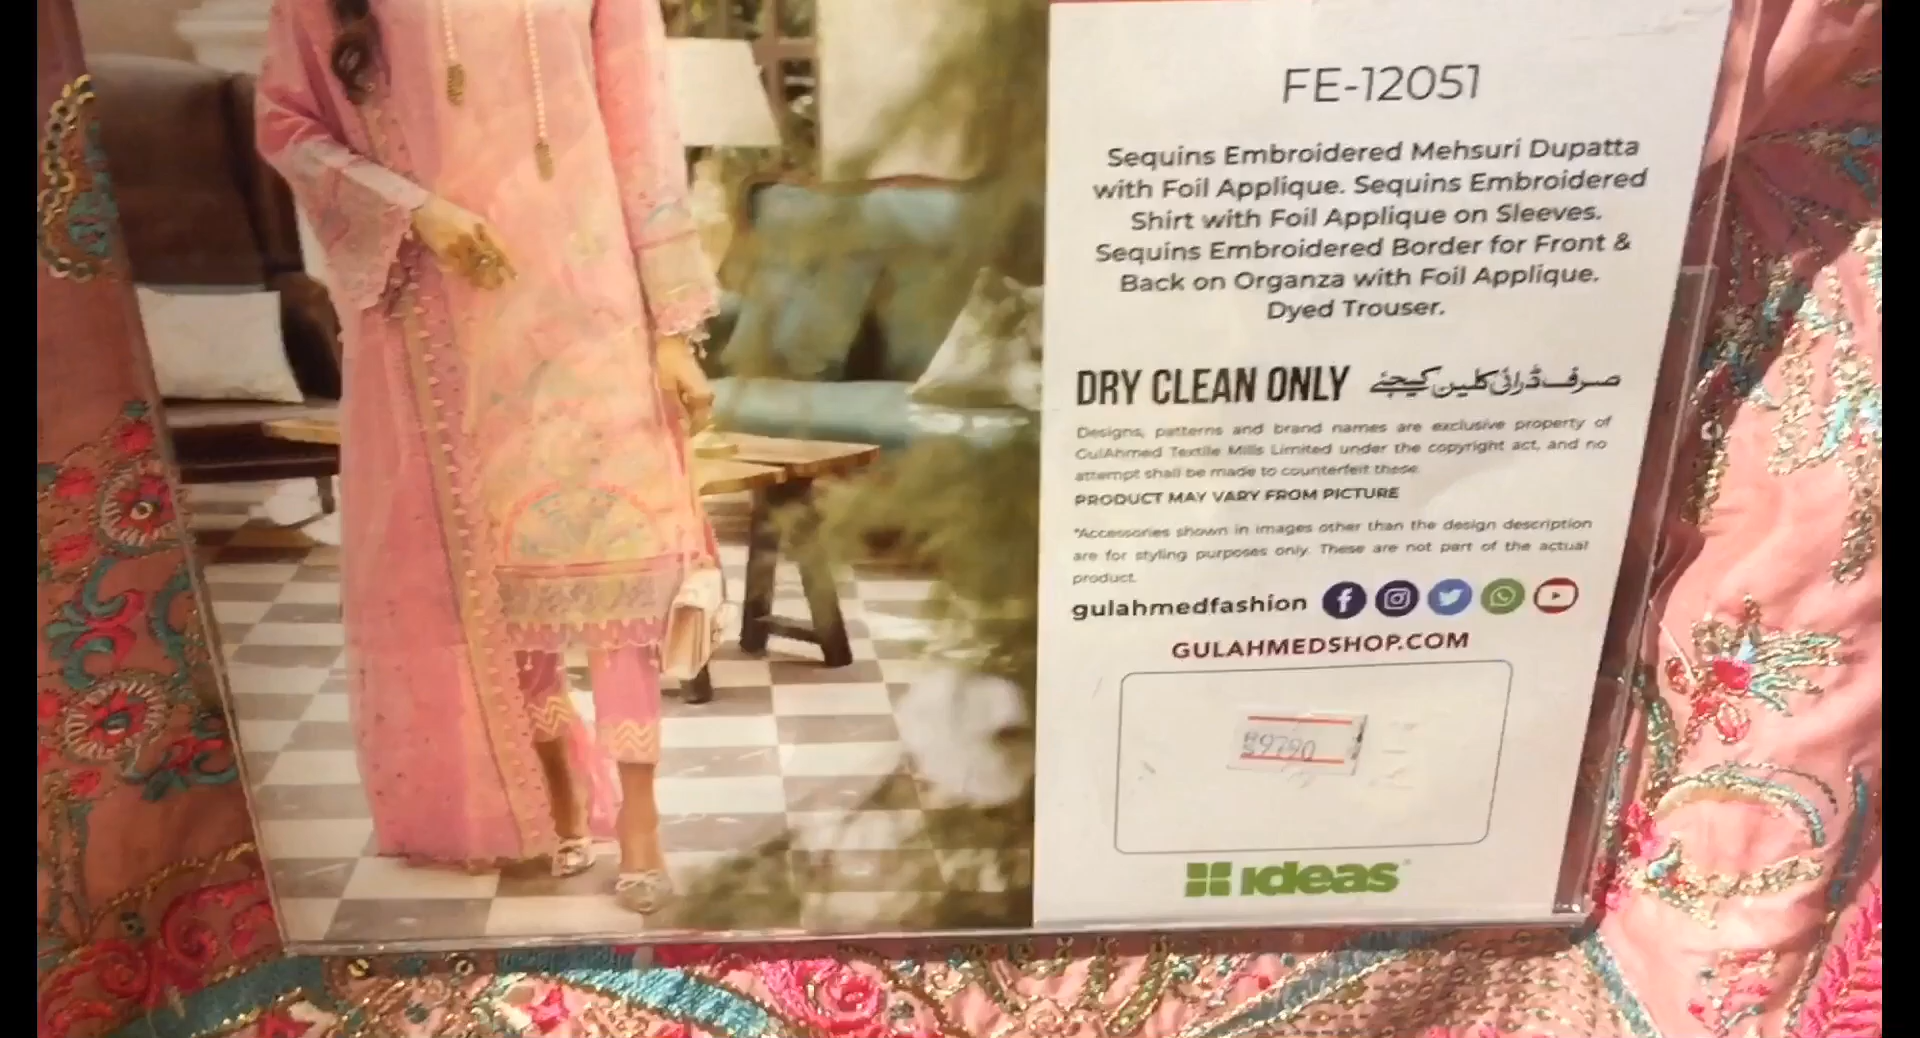 FE-12051
Sequins Embroidered Mehsuri Dupatta
with Foil Applique. Sequins Embroidered
Shirt with Foil Applique on Sleeves.
Sequins Embroidered Border for Front &
Back on Organza with Foil Applique.
Dyed Trouser.
DRY CLEAN ONLY صرف ڈرائی کلین کیجئے
Designs, patterns and brand names are exclusive property of
GulAhmed Textile Mills Limited under the copyright act, and no
attempt shall be made to counterfeit these.
PRODUCT MAY VARY FROM PICTURE
*Accessories shown in images other than the design description
are for styling purposes only. These are not part of the actual
product.
gulahmedfashion
GULAHMEDSHOP.COM
9790
ideas